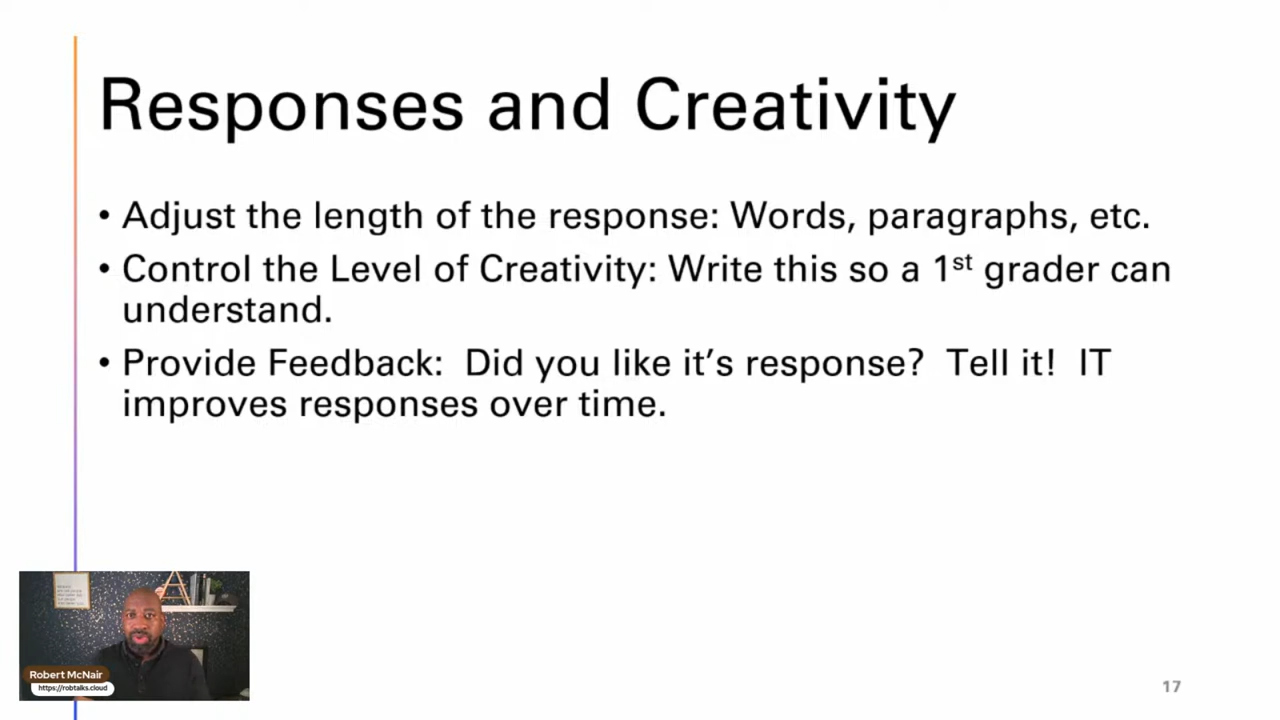 Responses and Creativity
• Adjust the length of the response: Words, paragraphs, etc.
• Control the Level of Creativity: Write this so a 1st grader can
understand.
• Provide Feedback:  Did you like it’s response?  Tell it!  IT
improves responses over time.
Robert McNair
https://robtalks.cloud
17